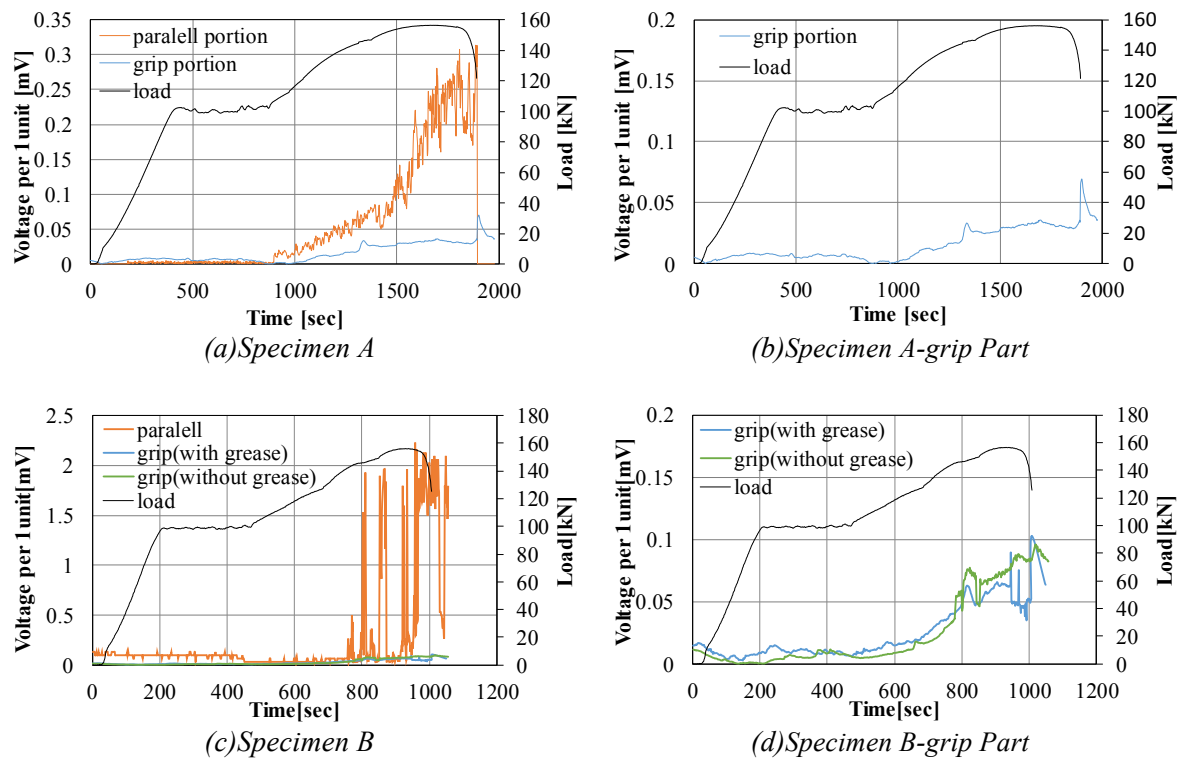 0.35
0.3
0.25
0.2
0.15
0.1
0.05
0
Voltage per 1unit [mV]
paralell portion
grip portion
load
160
140
120
100
80
60
40
20
0
Load [kN]
0 500 1000 1500 2000
Time [sec]
(a)Specimen A
0.2
0.15
0.1
0.05
0
Voltage per 1unit [mV]
grip portion
load
160
140
120
100
80
60
40
20
0
Load [kN]
0 500 1000 1500 2000
Time [sec]
(b)Specimen A-grip Part
2.5
2
1.5
1
0.5
0
Voltage per 1unit[mV]
paralell
grip(with grease)
grip(without grease)
load
180
160
140
120
100
80
60
40
20
0
Load[kN]
0 200 400 600 800 1000 1200
Time[sec]
(c)Specimen B
0.2
0.15
0.1
0.05
0
Voltage per 1unit[mV]
grip(with grease)
grip(without grease)
load
180
160
140
120
100
80
60
40
20
0
Load[kN]
0 200 400 600 800 1000 1200
Time[sec]
(d)Specimen B-grip Part